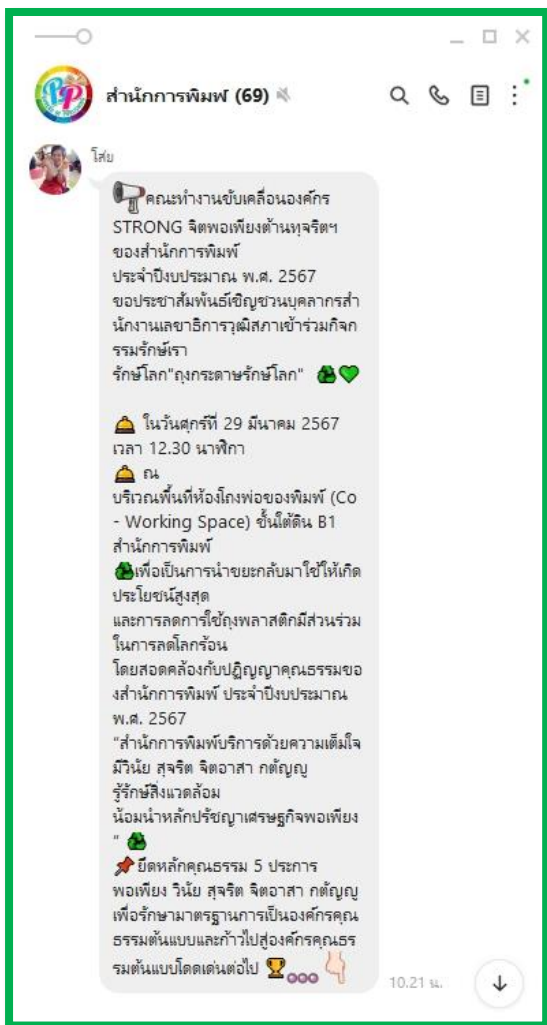 สำนักการพิมพ์ (69)
โส่ย
คณะทำงานขับเคลื่อนองค์กร
STRONG จิตพอเพียงต้านทุจริตฯ
ของสำนักการพิมพ์
ประจำปีงบประมาณ พ.ศ. 2567
ขอประชาสัมพันธ์เชิญชวนบุคลากรสำ
นักงานเลขาธิการวุฒิสภาเข้าร่วมกิจก
รรมรักษ์เรา
รักษ์โลก"ถุงกระดาษรักษ์โลก"
ในวันศุกร์ที่ 29 มีนาคม 2567
เวลา 12.30 นาฬิกา
ณ
บริเวณพื้นที่ห้องโถงพ่อของพิมพ์ (Co
- Working Space) ชั้นใต้ดิน B1
สำนักการพิมพ์
เพื่อเป็นการนำขยะกลับมาใช้ให้เกิด
ประโยชน์สูงสุด
และการลดการใช้ถุงพลาสติกมีส่วนร่วม
ในการลดโลกร้อน
โดยสอดคล้องกับปฏิญญาคุณธรรมขอ
งสำนักการพิมพ์ ประจำปีงบประมาณ
พ.ศ. 2567
"สำนักการพิมพ์บริการด้วยความเต็มใจ
มีวินัย สุจริต จิตอาสา กตัญญู
รู้รักษ์สิ่งแวดล้อม
น้อมนำหลักปรัชญาเศรษฐกิจพอเพียง
"
ยึดหลักคุณธรรม 5 ประการ
พอเพียง วินัย สุจริต จิตอาสา กตัญญู
เพื่อรักษามาตรฐานการเป็นองค์กรคุณ
ธรรมต้นแบบและก้าวไปสู่องค์กรคุณธร
รมต้นแบบโดดเด่นต่อไป
10.21 น.